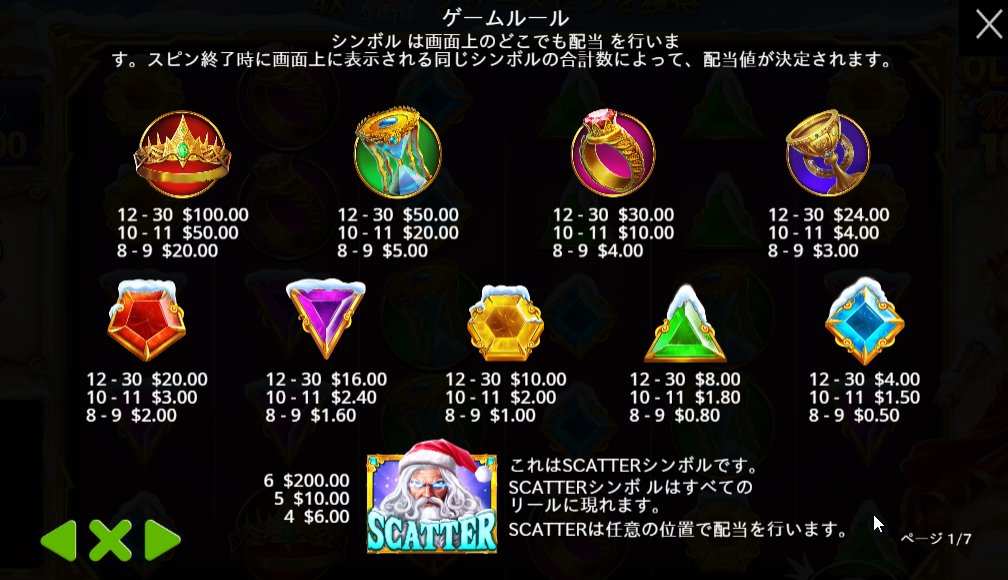 ゲームルール
シンボル は画面上のどこでも配当 を行いま
す。スピン終了時に画面上に表示される同じシンボルの合計数によって、配当値が決定されます。
12 - 30 $100.00
10 - 11 $50.00
8 - 9 $20.00
12 - 30 $50.00
10 - 11 $20.00
8 - 9 $5.00
12 - 30 $30.00
10 - 11 $10.00
8 - 9 $4.00
12 - 30 $24.00
10 - 11 $4.00
8 - 9 $3.00
12 - 30 $20.00
10 - 11 $3.00
8 - 9 $2.00
12 - 30 $16.00
10 - 11 $2.40
8 - 9 $1.60
12 - 30 $10.00
10 - 11 $2.00
8 - 9 $1.00
12 - 30 $8.00
10 - 11 $1.80
8 - 9 $0.80
12 - 30 $4.00
10 - 11 $1.50
8 - 9 $0.50
6 $200.00
5 $10.00
4 $6.00
SCATTER
これはSCATTERシンボルです。
SCATTERシンボ ルはすべての
リールに現れます。
SCATTERは任意の位置で配当を行います。
ページ 1/7